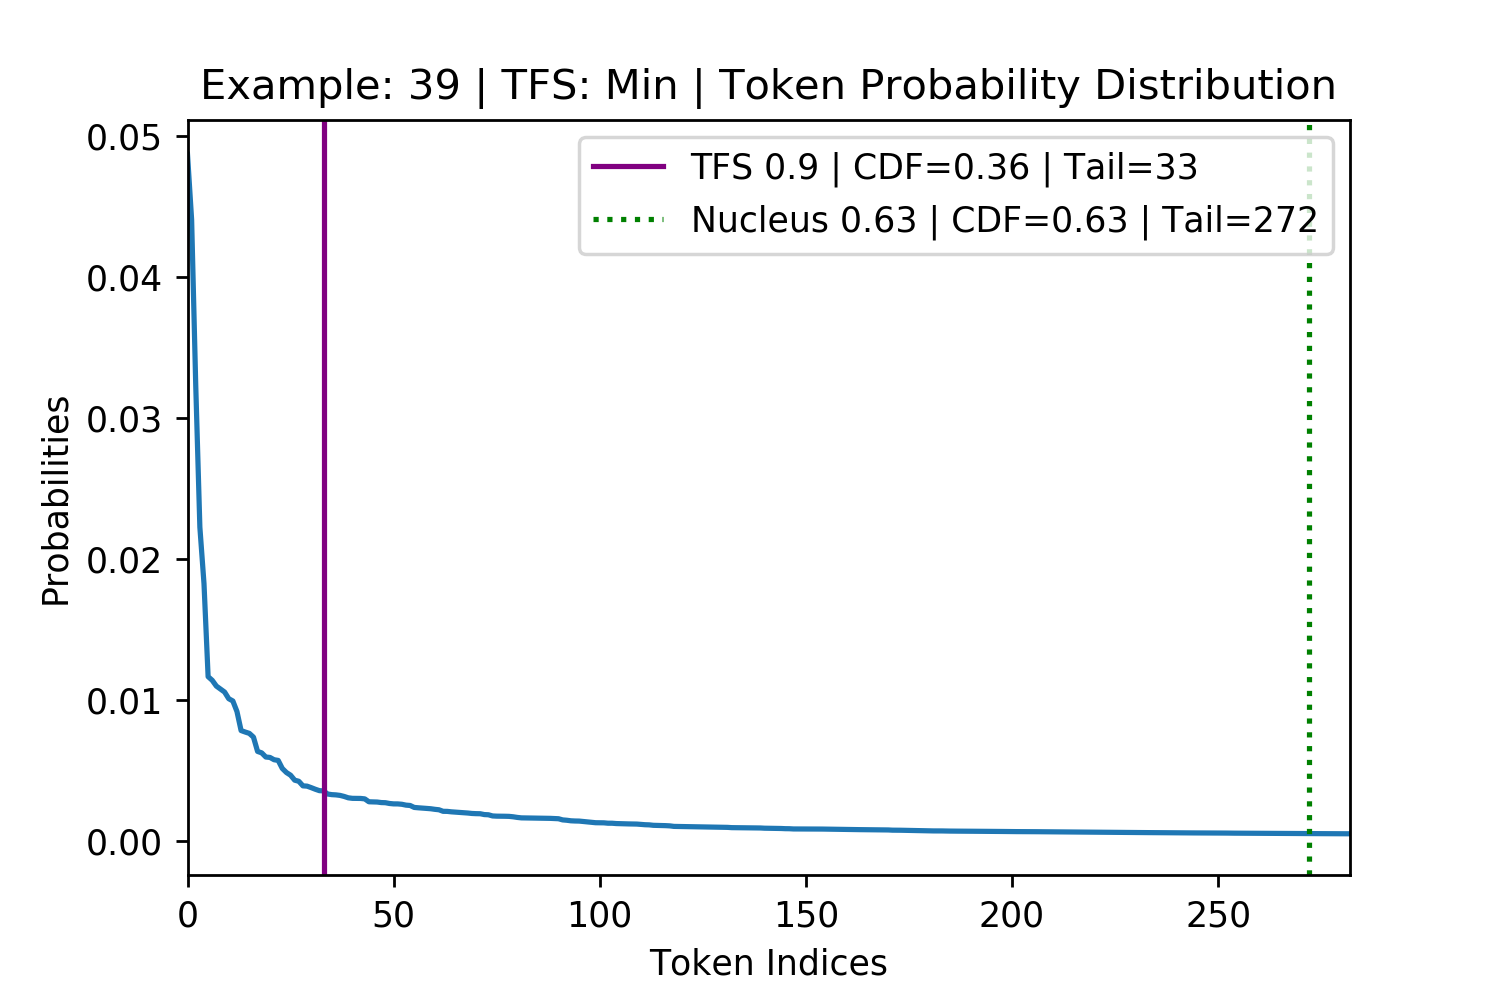 Example: 39 | TFS: Min | Token Probability Distribution
TFS 0.9 | CDF=0.36 | Tail=33
Nucleus 0.63 | CDF=0.63 | Tail=272
Probabilities
0.05
0.04
0.03
0.02
0.01
0.00
0 50 100 150 200 250
Token Indices